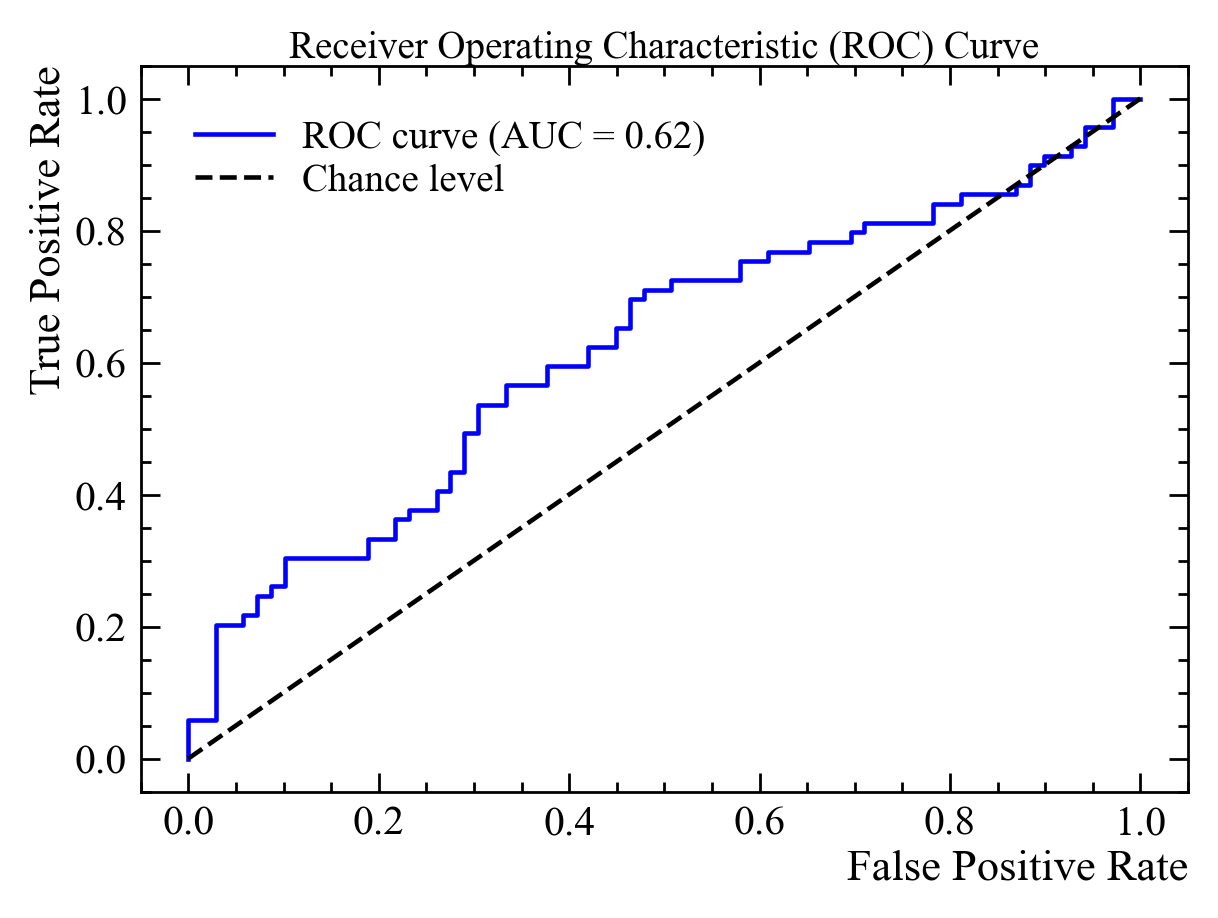 Receiver Operating Characteristic (ROC) Curve
True Positive Rate
1.0
0.8
0.6
0.4
0.2
0.0
ROC curve (AUC = 0.62)
Chance level
0.0 0.2 0.4 0.6 0.8 1.0
False Positive Rate